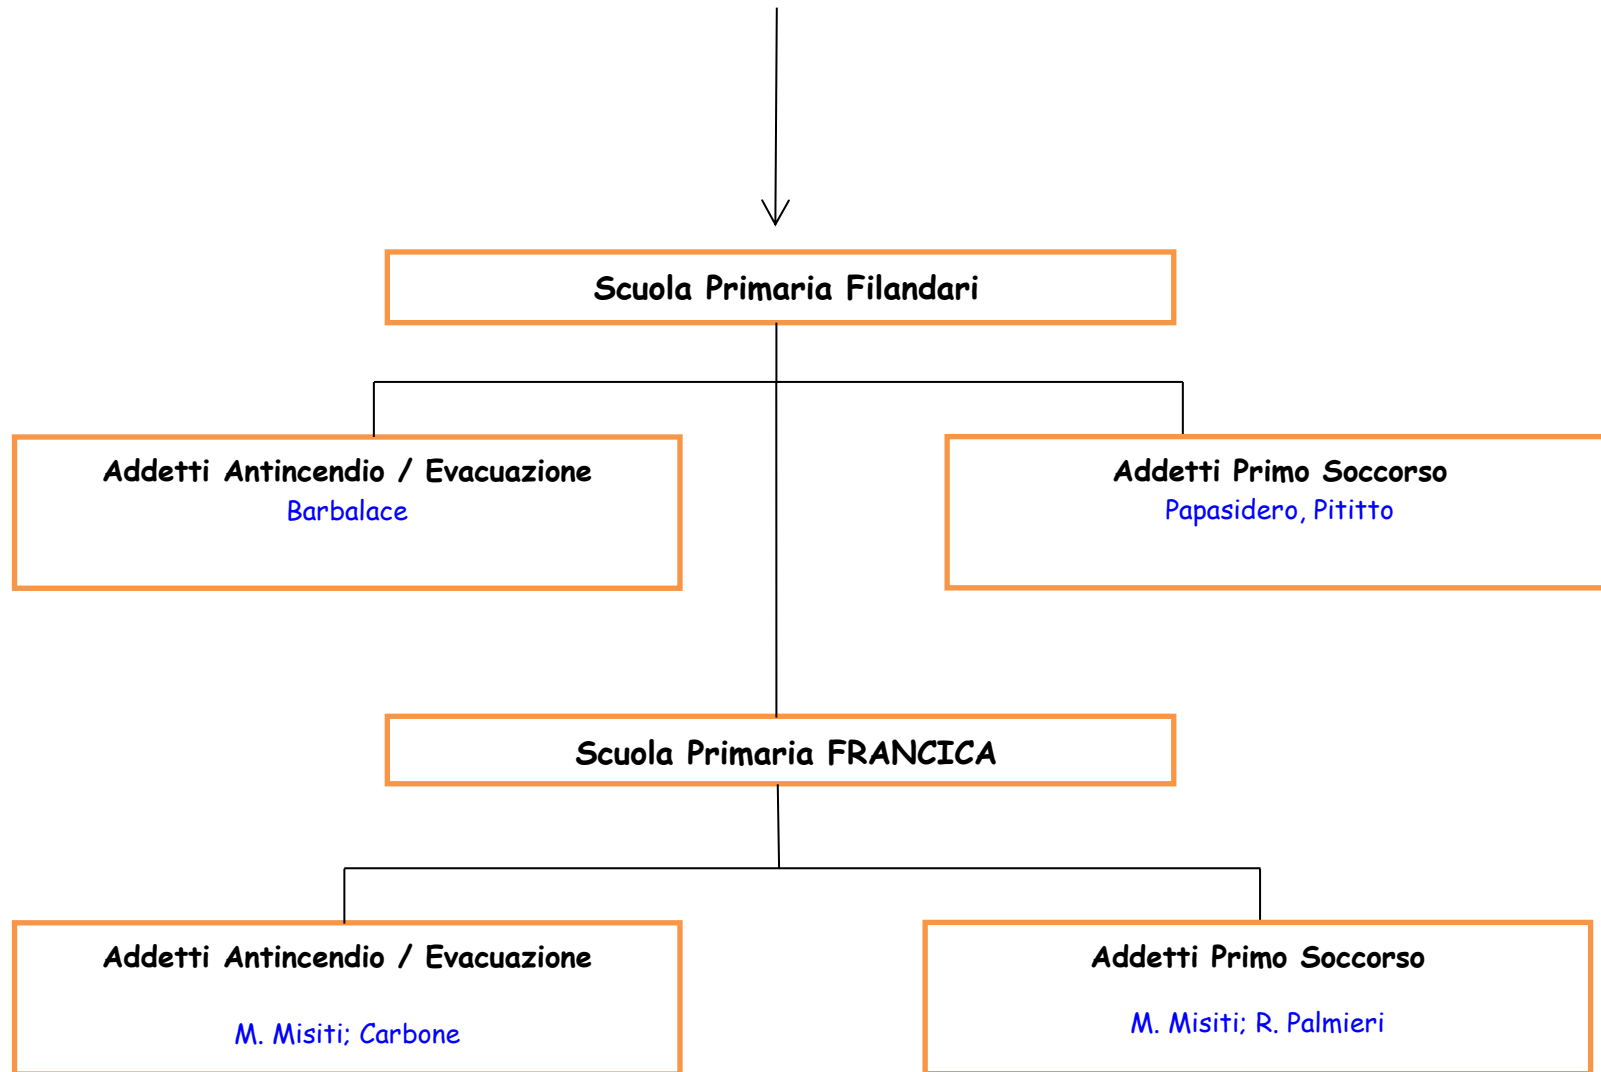 Scuola Primaria Filandari
Addetti Antincendio / Evacuazione
Barbalace
Addetti Primo Soccorso
Papasidero, Pititto
Scuola Primaria FRANCICA
Addetti Antincendio / Evacuazione
M. Misiti; Carbone
Addetti Primo Soccorso
M. Misiti; R. Palmieri